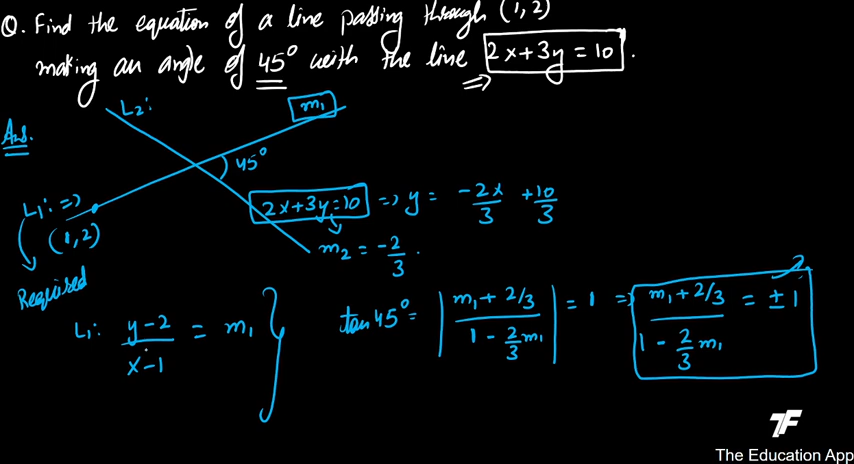 Q. Find the equation of a line passing through (1,2)
making an angle of 45° with the line 2x+3y=10.
=>
Ans.
L2:
m1
45°
L1: =>
(1,2)
Required
2x+3y=10 => y = -2x/3 + 10/3
m2 = -2/3.
L1: (y-2)/(x-1) = m1 }
tan45° = |(m1 + 2/3)/(1 - 2/3 m1)| = 1 => (m1 + 2/3)/(1 - 2/3 m1) = ±1
7F
The Education App